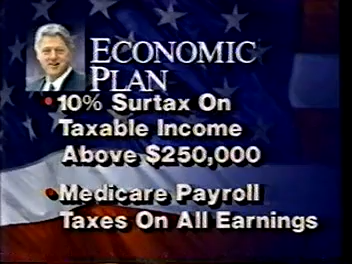 ECONOMIC
PLAN
10% Surtax On
Taxable Income
Above $250,000
Medicare Payroll
Taxes On All Earnings